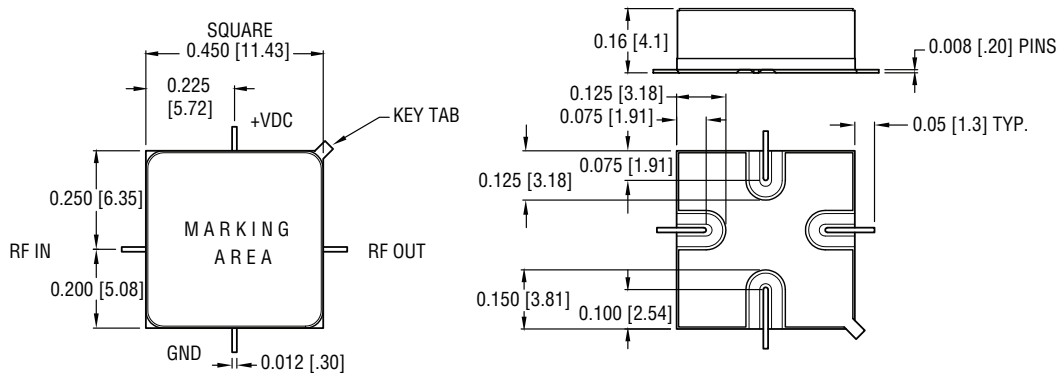 SQUARE
0.450 [11.43]
0.225
[5.72]
+VDC
KEY TAB
0.250 [6.35]
RF IN
MARKING
AREA
RF OUT
0.200 [5.08]
GND
0.012 [.30]
0.16 [4.1]
0.008 [.20] PINS
0.125 [3.18]
0.075 [1.91]
0.05 [1.3] TYP.
0.075 [1.91]
0.125 [3.18]
0.150 [3.81]
0.100 [2.54]